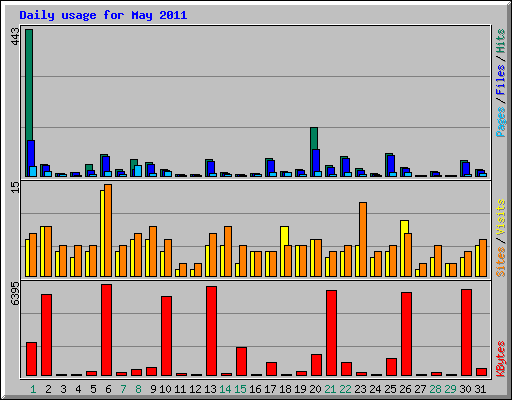 Daily usage for May 2011
443
Pages / Files / Hits
15
Sites / Visits
6395
KBytes
1 2 3 4 5 6 7 8 9 10 11 12 13 14 15 16 17 18 19 20 21 22 23 24 25 26 27 28 29 30 31